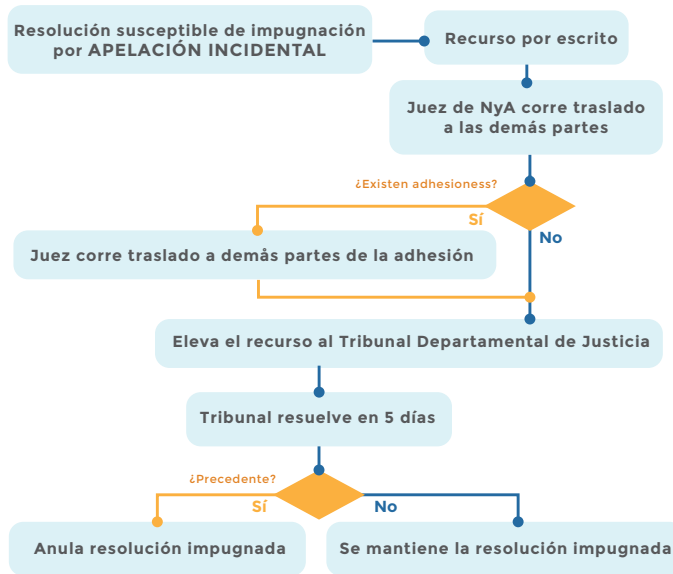 Resolución susceptible de impugnación
por APELACIÓN INCIDENTAL
Recurso por escrito
Juez de NyA corre traslado
a las demás partes
¿Existen adhesioness?
Sí
No
Juez corre traslado a demås partes de la adhesión
Eleva el recurso al Tribunal Departamental de Justicia
Tribunal resuelve en 5 días
¿Precedente?
Sí
No
Anula resolución impugnada
Se mantiene la resolución impugnada